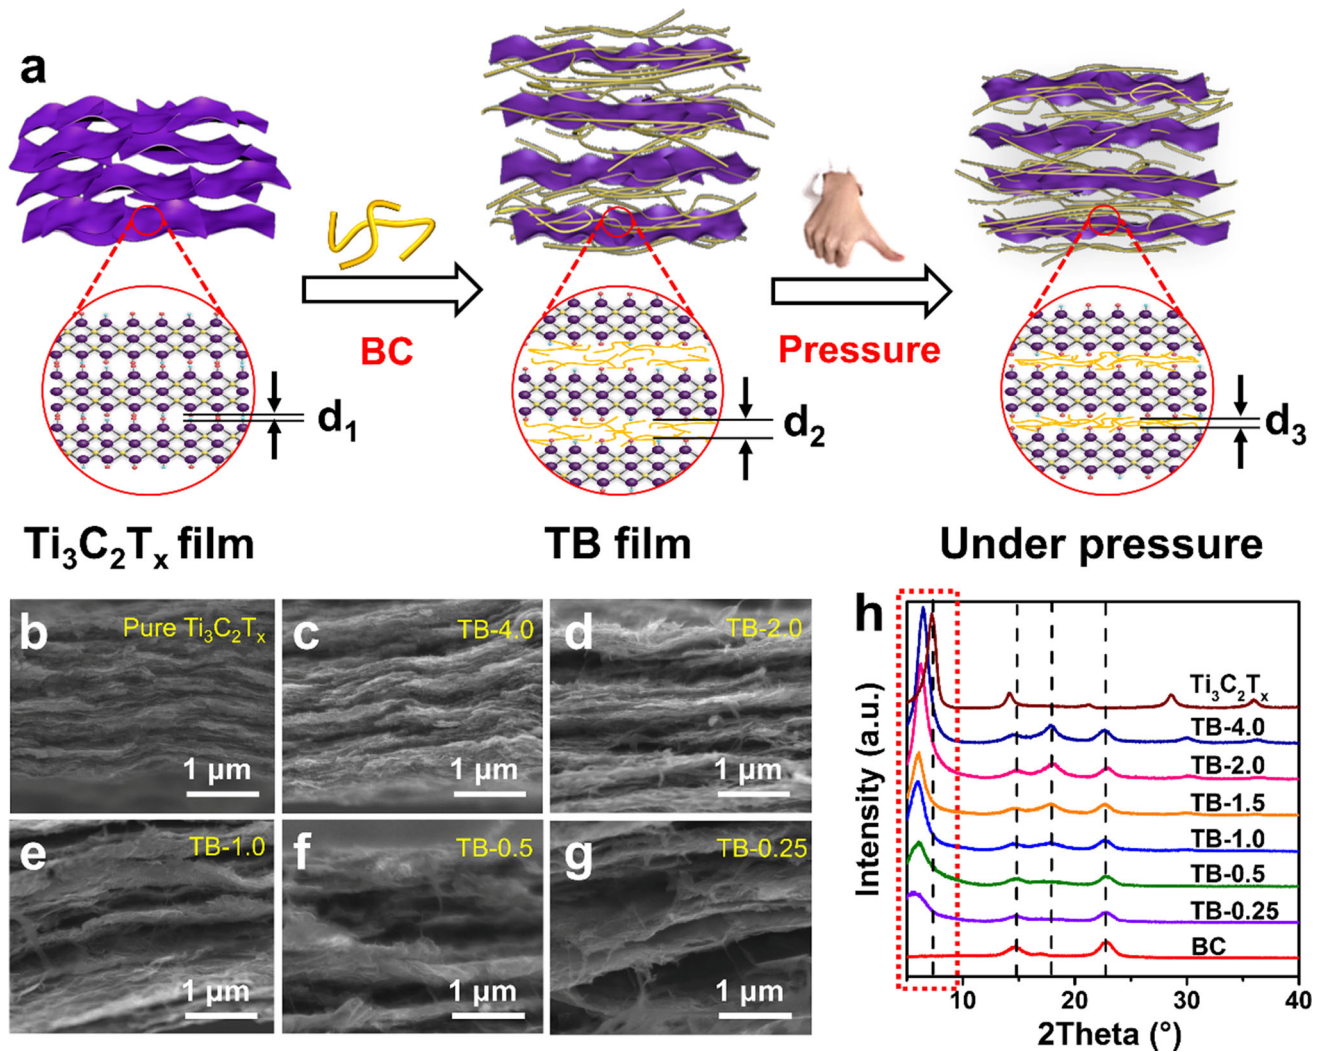 a
BC
Pressure
d₁
d₂
d₃
Ti₃C₂Tₓ film
TB film
Under pressure
b
Pure Ti₃C₂Tₓ
1 μm
c
TB-4.0
1 μm
d
TB-2.0
1 μm
e
TB-1.0
1 μm
f
TB-0.5
1 μm
g
TB-0.25
1 μm
h
Intensity (a.u.)
Ti₃C₂Tₓ
TB-4.0
TB-2.0
TB-1.5
TB-1.0
TB-0.5
TB-0.25
BC
10 20 30 40
2Theta (°)